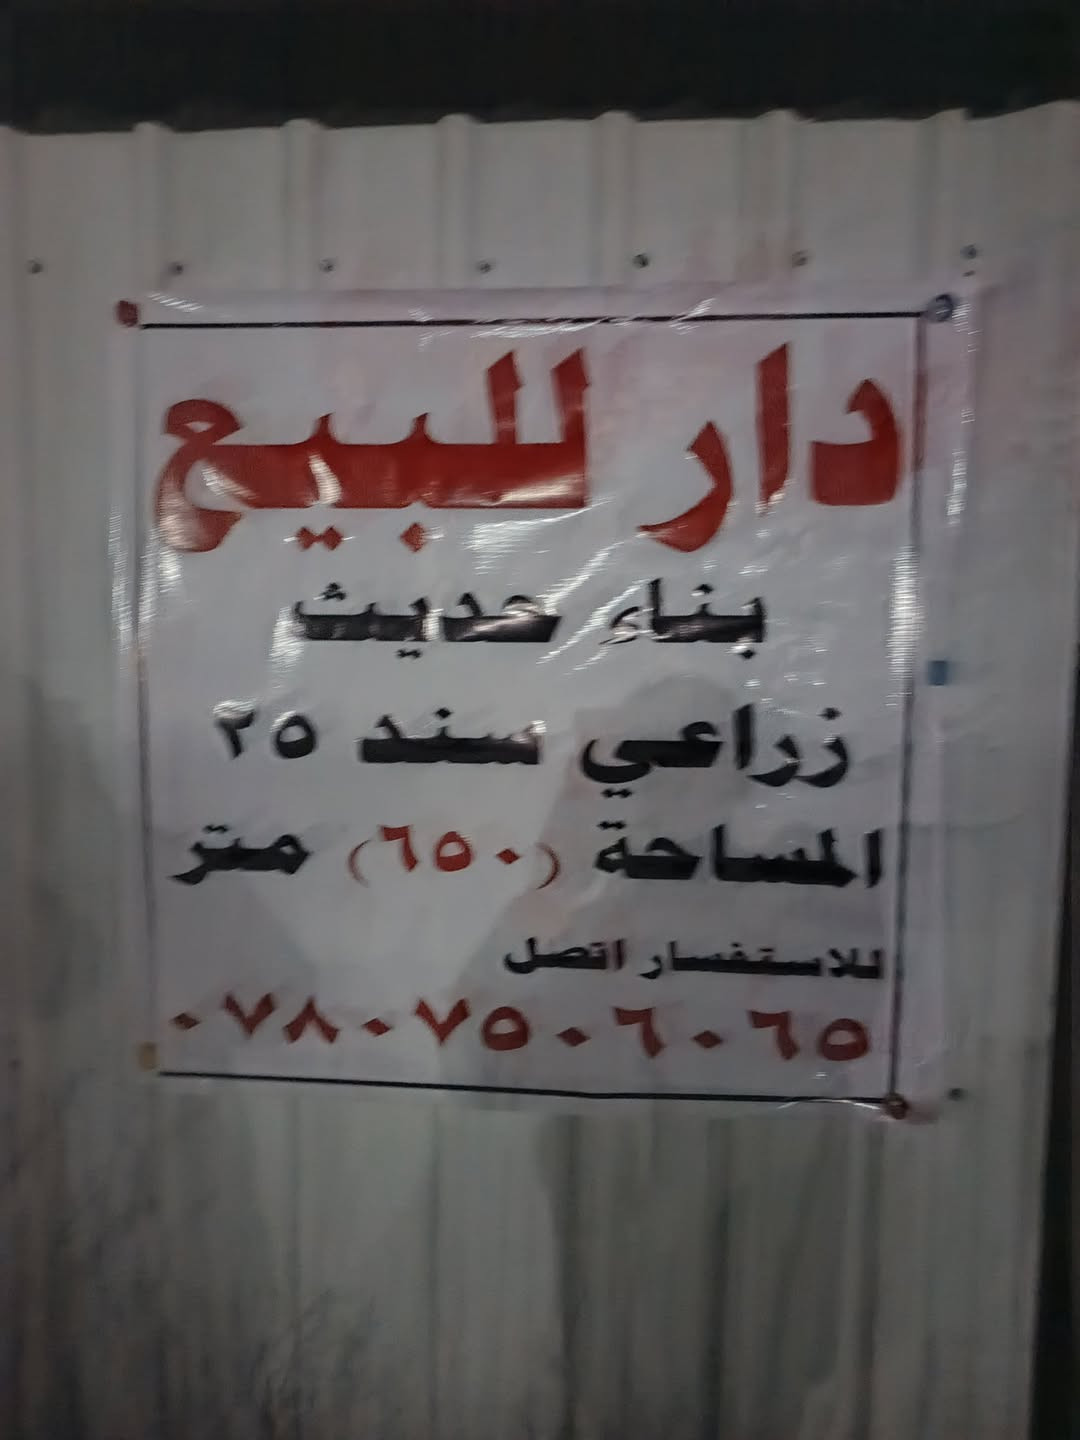 دار للبيع
بناء حديث
زراعي سند ٢٥
المساحة (٦٥٠) متر
للاستفسار اتصل
٠٧٨٠٧٥٠٦٠٦٥